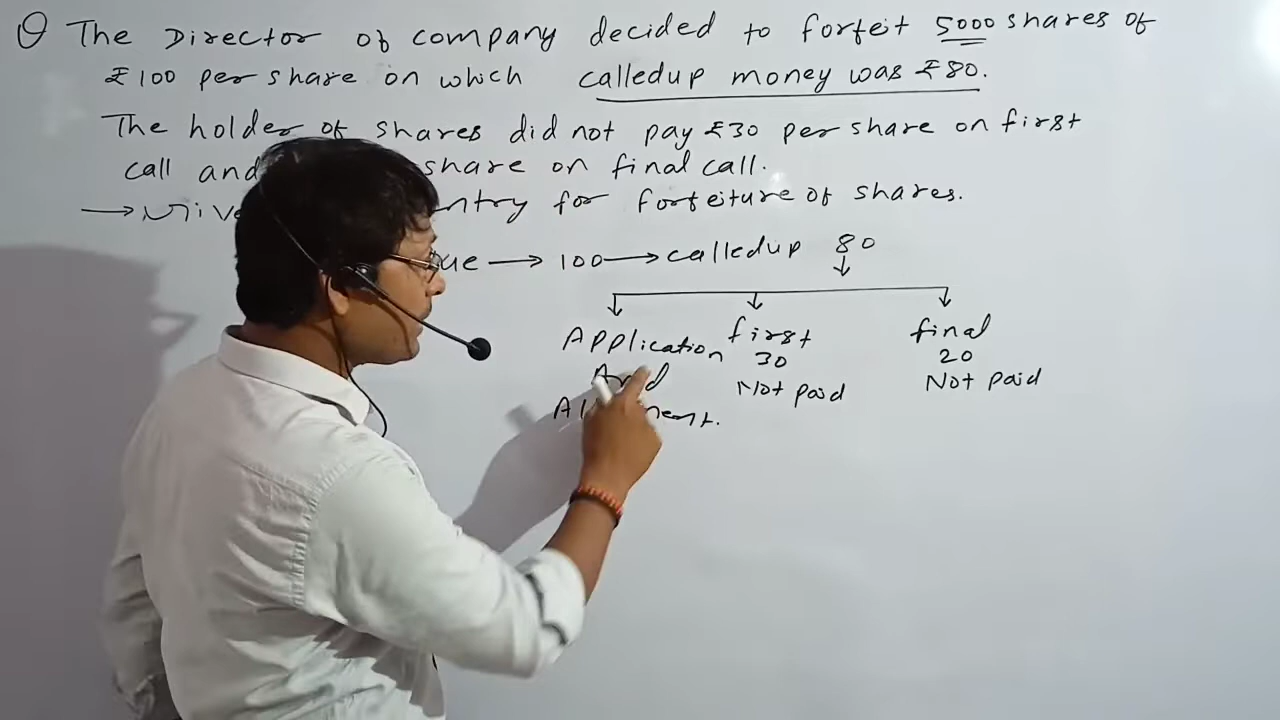 Q The Director of company decided to forfeit 5000 shares of
₹100 per share on which calledup money was ₹80.
The holder of shares did not pay ₹30 per share on first
call and share on final call.
→ entry for forfeiture of shares.
→ 100 → calledup 80
Application first final
And 30 20
Not paid Not paid